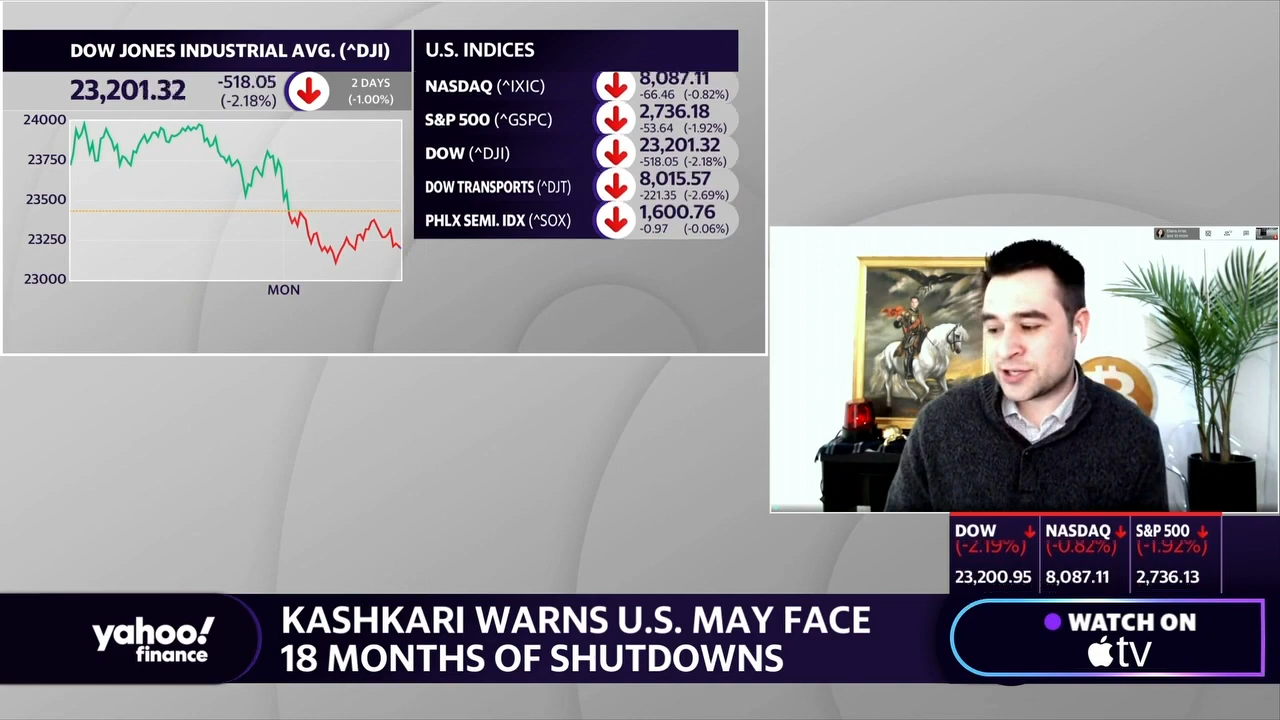 DOW JONES INDUSTRIAL AVG. (^DJI)
23,201.32
-518.05
(-2.18%)
2 DAYS
(-1.00%)
24000
23750
23500
23250
23000
MON
U.S. INDICES
NASDAQ (^IXIC)
8,087.11
-66.46 (-0.82%)
S&P 500 (^GSPC)
2,736.18
-53.64 (-1.92%)
DOW (^DJI)
23,201.32
-518.05 (-2.18%)
DOW TRANSPORTS (^DJT)
8,015.57
-221.35 (-2.69%)
PHLX SEMI. IDX (^SOX)
1,600.76
-0.97 (-0.06%)
DOW
(-2.19%)
23,200.95
NASDAQ
(-0.82%)
8,087.11
S&P 500
(-1.92%)
2,736.13
yahoo!
finance
KASHKARI WARNS U.S. MAY FACE
18 MONTHS OF SHUTDOWNS
WATCH ON
tv